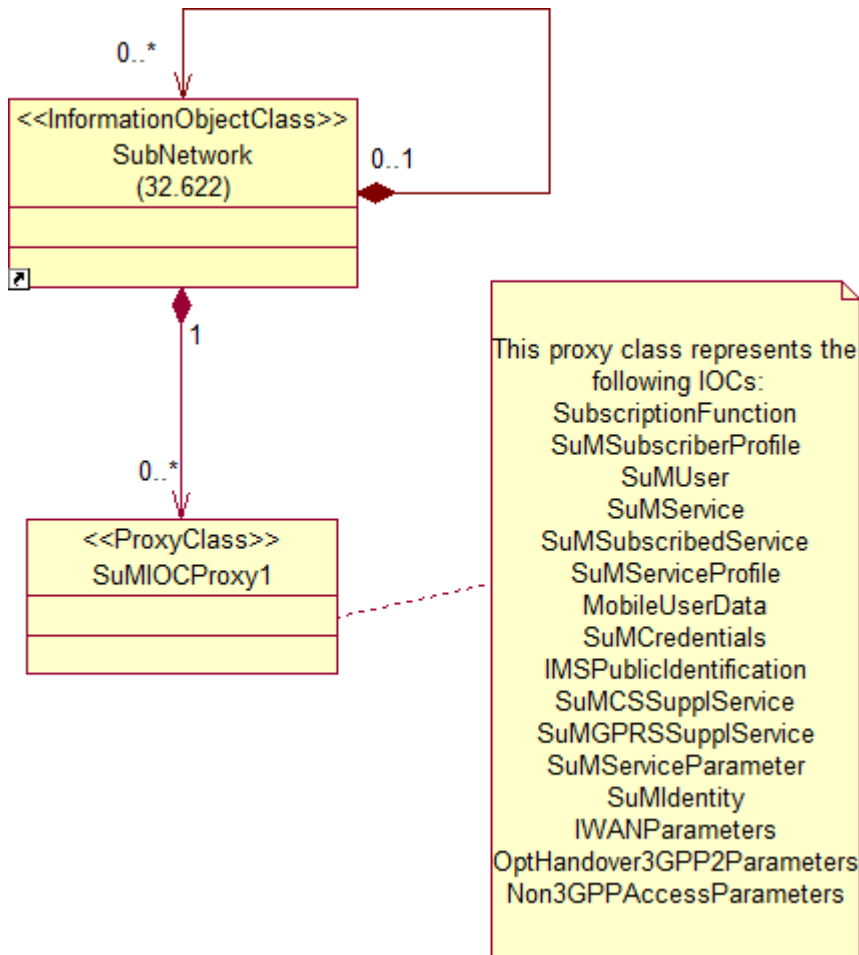 0..*
<<InformationObjectClass>>
SubNetwork
(32.622)
0..1
1
0..*
<<ProxyClass>>
SuMIOCProxy1
This proxy class represents the
following IOCs:
SubscriptionFunction
SuMSubscriberProfile
SuMUser
SuMService
SuMSubscribedService
SuMServiceProfile
MobileUserData
SuMCredentials
IMSPublicIdentification
SuMCSSupplService
SuMGPRSSupplService
SuMServiceParameter
SuMIdentity
IWANParameters
OptHandover3GPP2Parameters
Non3GPPAccessParameters